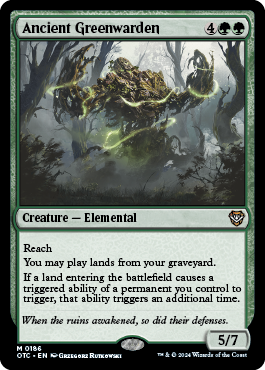 Ancient Greenwarden 4
Creature — Elemental
Reach
You may play lands from your graveyard.
If a land entering the battlefield causes a
triggered ability of a permanent you control to
trigger, that ability triggers an additional time.
When the ruins awakened, so did their defenses.
5/7
M 0186
OTC • EN Grzegorz Rutkowski
™ & © 2024 Wizards of the Coast